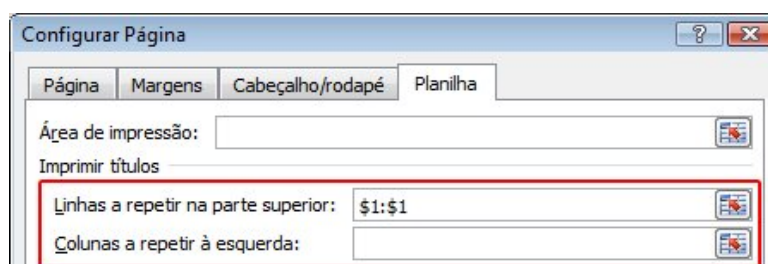 Configurar Página
Página Margens Cabeçalho/rodapé Planilha
Área de impressão:
Imprimir títulos
Linhas a repetir na parte superior: $1:$1
Colunas a repetir à esquerda: